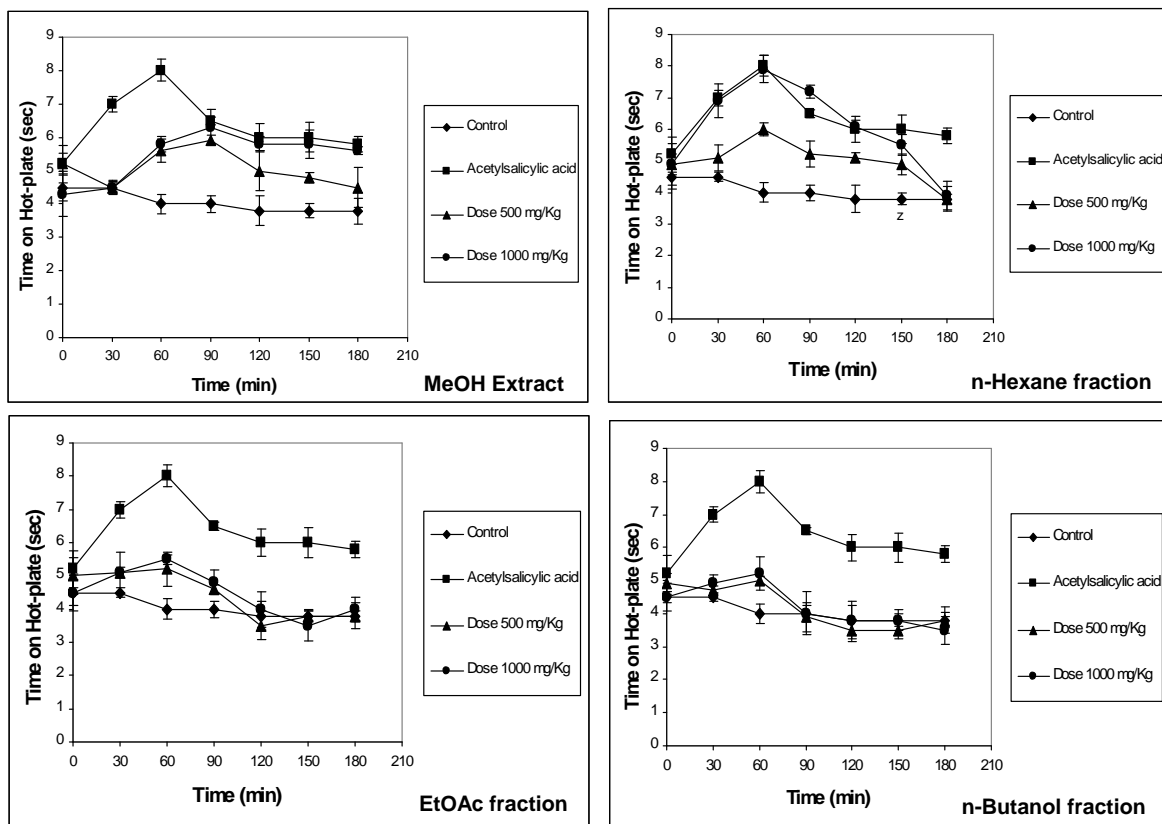 Time on Hot-plate (sec)
9
8
7
6
5
4
3
2
1
0
0 30 60 90 120 150 180 210
Time (min)
Control
Acetylsalicylic acid
Dose 500 mg/Kg
Dose 1000 mg/Kg
MeOH Extract
Time on Hot-plate (sec)
9
8
7
6
5
4
3
2
1
0
z
0 30 60 90 120 150 180 210
Time (min)
Control
Acetylsalicylic acid
Dose 500 mg/Kg
Dose 1000 mg/Kg
n-Hexane fraction
Time on Hot-plate (sec)
9
8
7
6
5
4
3
2
1
0
0 30 60 90 120 150 180 210
Time (min)
Control
Acetylsalicylic acid
Dose 500 mg/Kg
Dose 1000 mg/Kg
EtOAc fraction
Time on Hot-plate (sec)
9
8
7
6
5
4
3
2
1
0
0 30 60 90 120 150 180 210
Time (min)
Control
Acetylsalicylic acid
Dose 500 mg/Kg
Dose 1000 mg/Kg
n-Butanol fraction